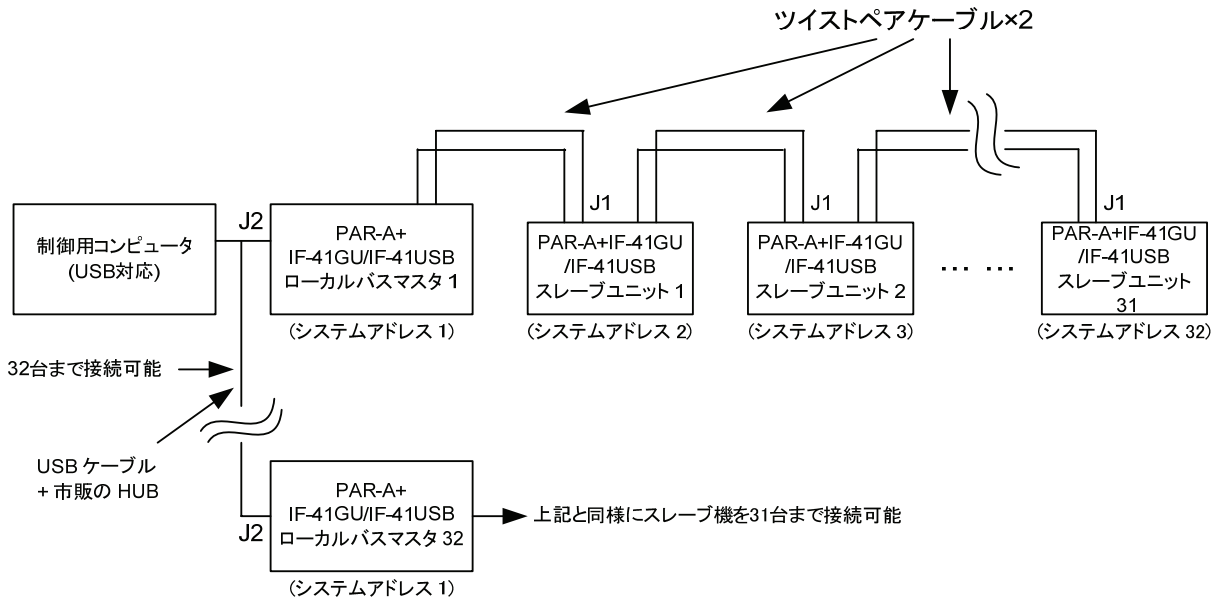 ツイストペアケーブル×2
J2
J1
J1
J1
制御用コンピュータ
(USB対応)
PAR-A+
IF-41GU/IF-41USB
ローカルバスマスタ 1
PAR-A+IF-41GU
/IF-41USB
スレーブユニット 1
PAR-A+IF-41GU
/IF-41USB
スレーブユニット 2
… …
PAR-A+IF-41GU
/IF-41USB
スレーブユニット
31
(システムアドレス 1)
(システムアドレス 2)
(システムアドレス 3)
(システムアドレス 32)
32台まで接続可能
USB ケーブル
+ 市販の HUB
J2
PAR-A+
IF-41GU/IF-41USB
ローカルバスマスタ 32
上記と同様にスレーブ機を31台まで接続可能
(システムアドレス 1)